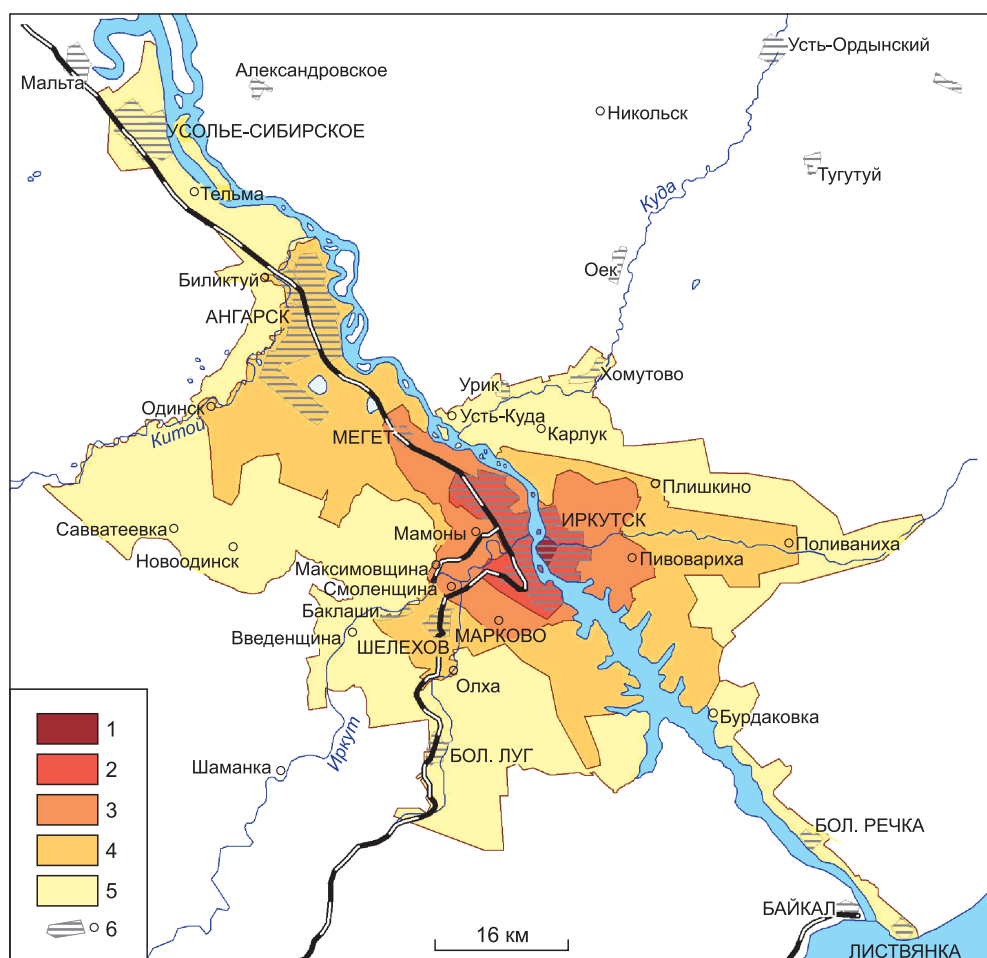 Усть-Ордынский
Мальта
Александровское
Никольск
УСОЛЬЕ-СИБИРСКОЕ
Тугутуй
Тельма
Куда
Оек
Биликтуй
АНГАРСК
Хомутово
Урик
Одинск
Усть-Куда
Китой
МЕГЕТ
Карлук
Плишкино
ИРКУТСК
Савватеевка
Мамоны
Поливаниха
Новоодинск
Пивовариха
Максимовщина
Смоленщина
Баклаши
Введенщина
МАРКОВО
ШЕЛЕХОВ
Олха
Бурдаковка
Иркут
БОЛ. ЛУГ
Шаманка
БОЛ. РЕЧКА
БАЙКАЛ
ЛИСТВЯНКА
1
2
3
4
5
6
16 км